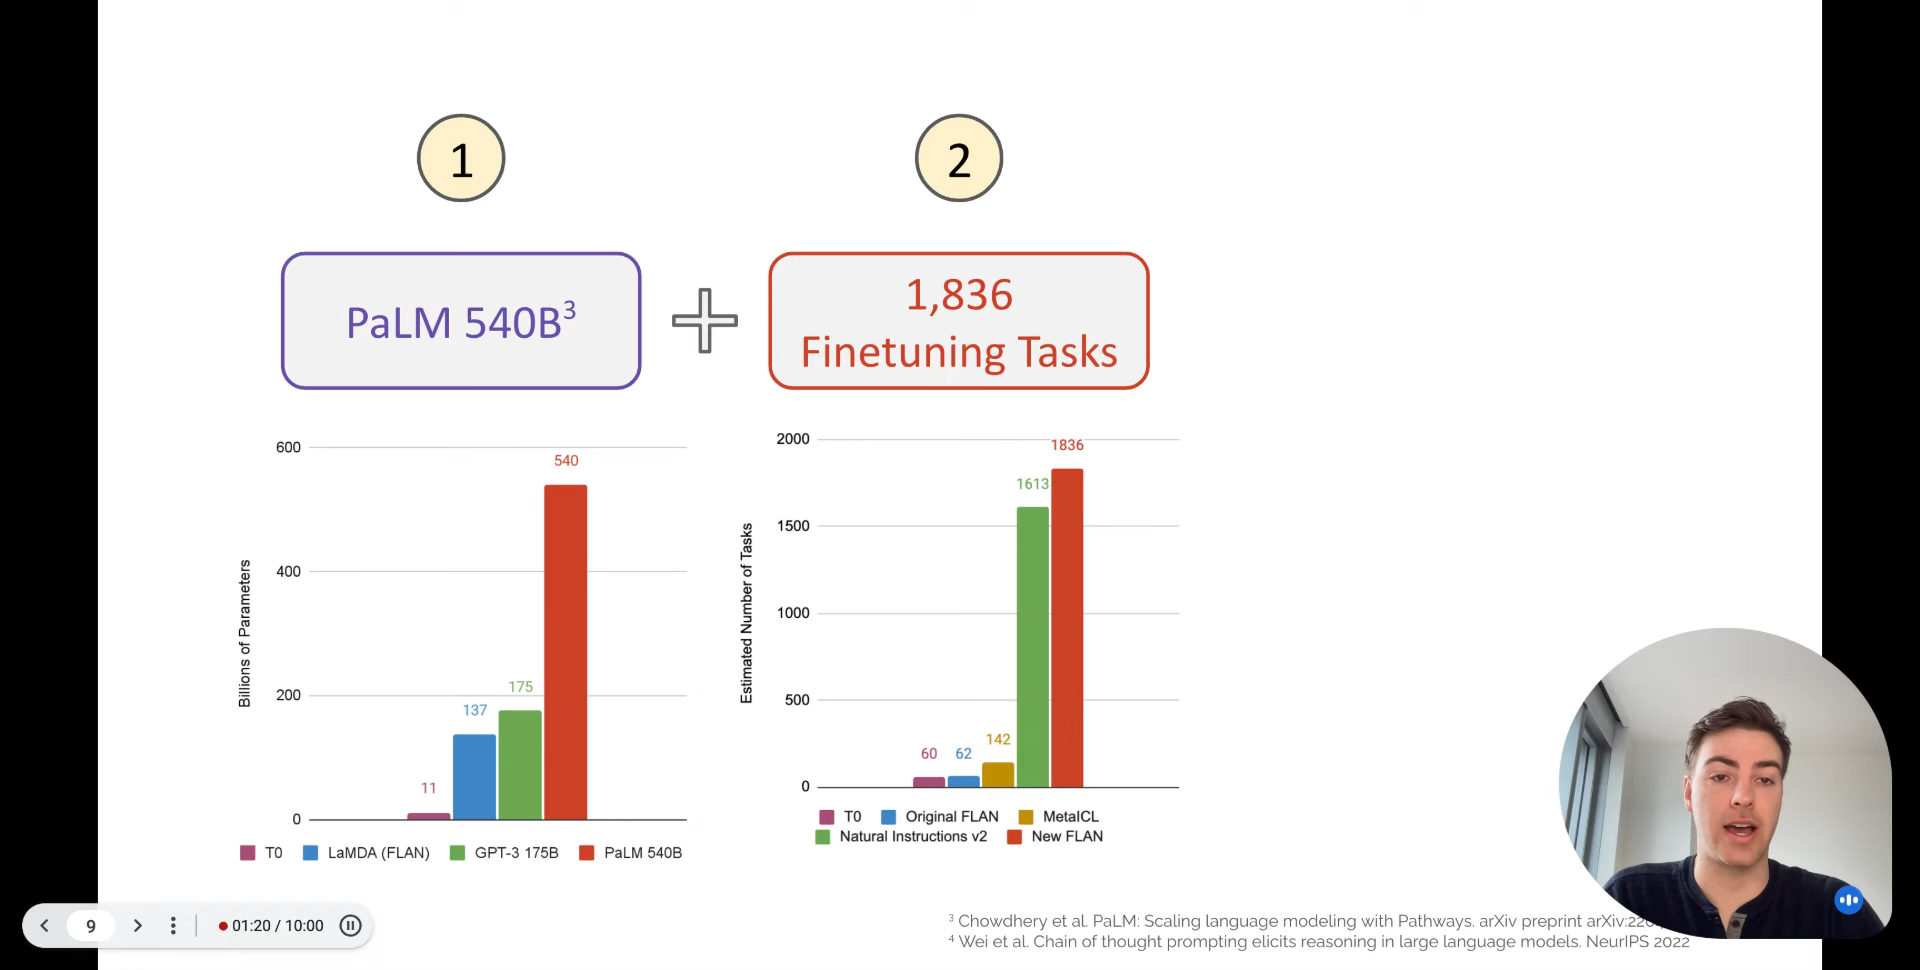 1
2
PaLM 540B³
1,836
Finetuning Tasks
600
400
200
0
Billions of Parameters
11
137
175
540
T0
LaMDA (FLAN)
GPT-3 175B
PaLM 540B
2000
1500
1000
500
0
Estimated Number of Tasks
60
62
142
1613
1836
T0
Original FLAN
MetaICL
Natural Instructions v2
New FLAN
³ Chowdhery et al. PaLM: Scaling language modeling with Pathways. arXiv preprint
⁴ Wei et al. Chain of thought prompting elicits reasoning in large language models. NeurIPS 2022
9
01:20 / 10:00